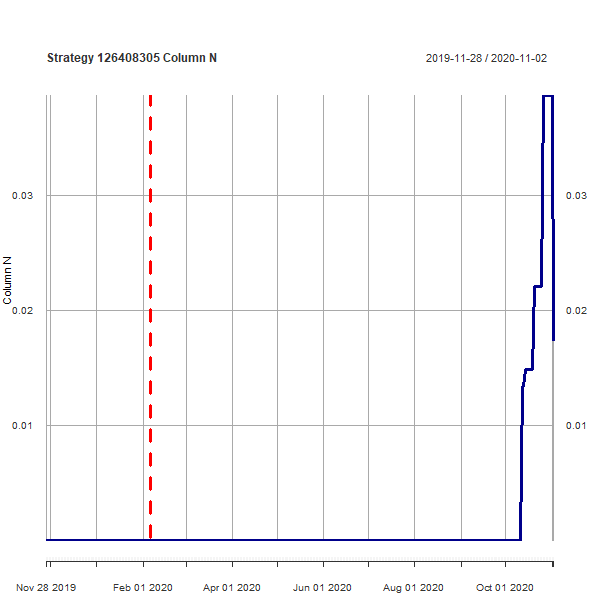 Strategy 126408305 Column N
2019-11-28 / 2020-11-02
0.03
0.03
Column N
0.02
0.02
0.01
0.01
Nov 28 2019
Feb 01 2020
Apr 01 2020
Jun 01 2020
Aug 01 2020
Oct 01 2020